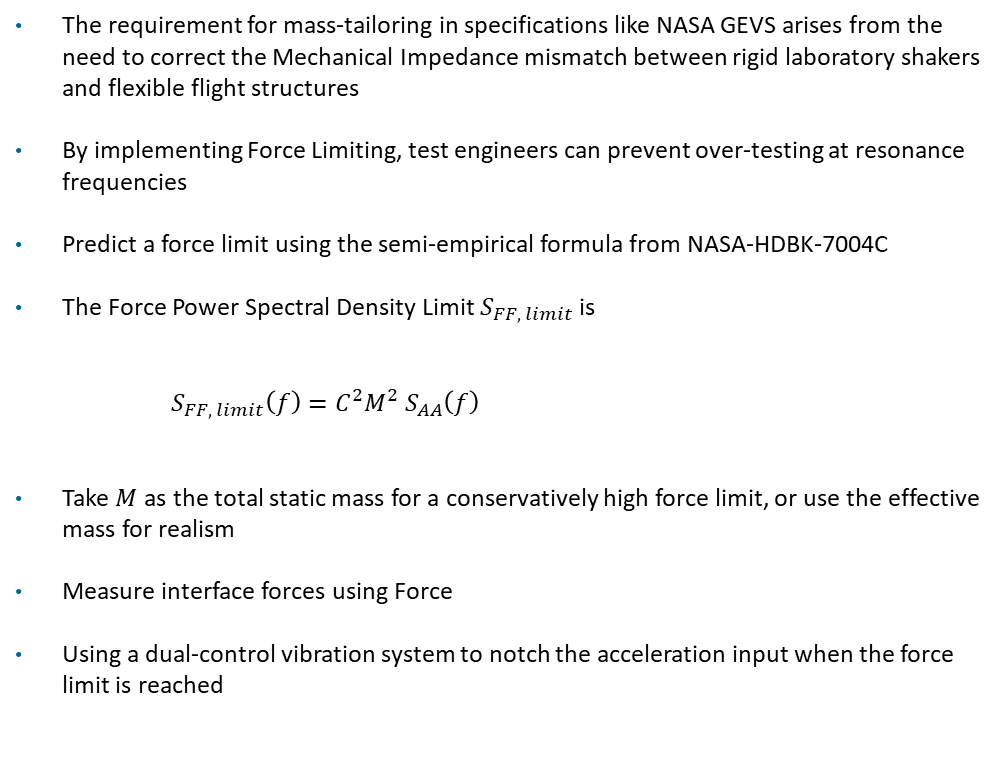 • The requirement for mass-tailoring in specifications like NASA GEVS arises from the
need to correct the Mechanical Impedance mismatch between rigid laboratory shakers
and flexible flight structures
• By implementing Force Limiting, test engineers can prevent over-testing at resonance
frequencies
• Predict a force limit using the semi-empirical formula from NASA-HDBK-7004C
• The Force Power Spectral Density Limit S_{FF, limit} is
S_{FF, limit}(f) = C²M² S_{AA}(f)
• Take M as the total static mass for a conservatively high force limit, or use the effective
mass for realism
• Measure interface forces using Force
• Using a dual-control vibration system to notch the acceleration input when the force
limit is reached